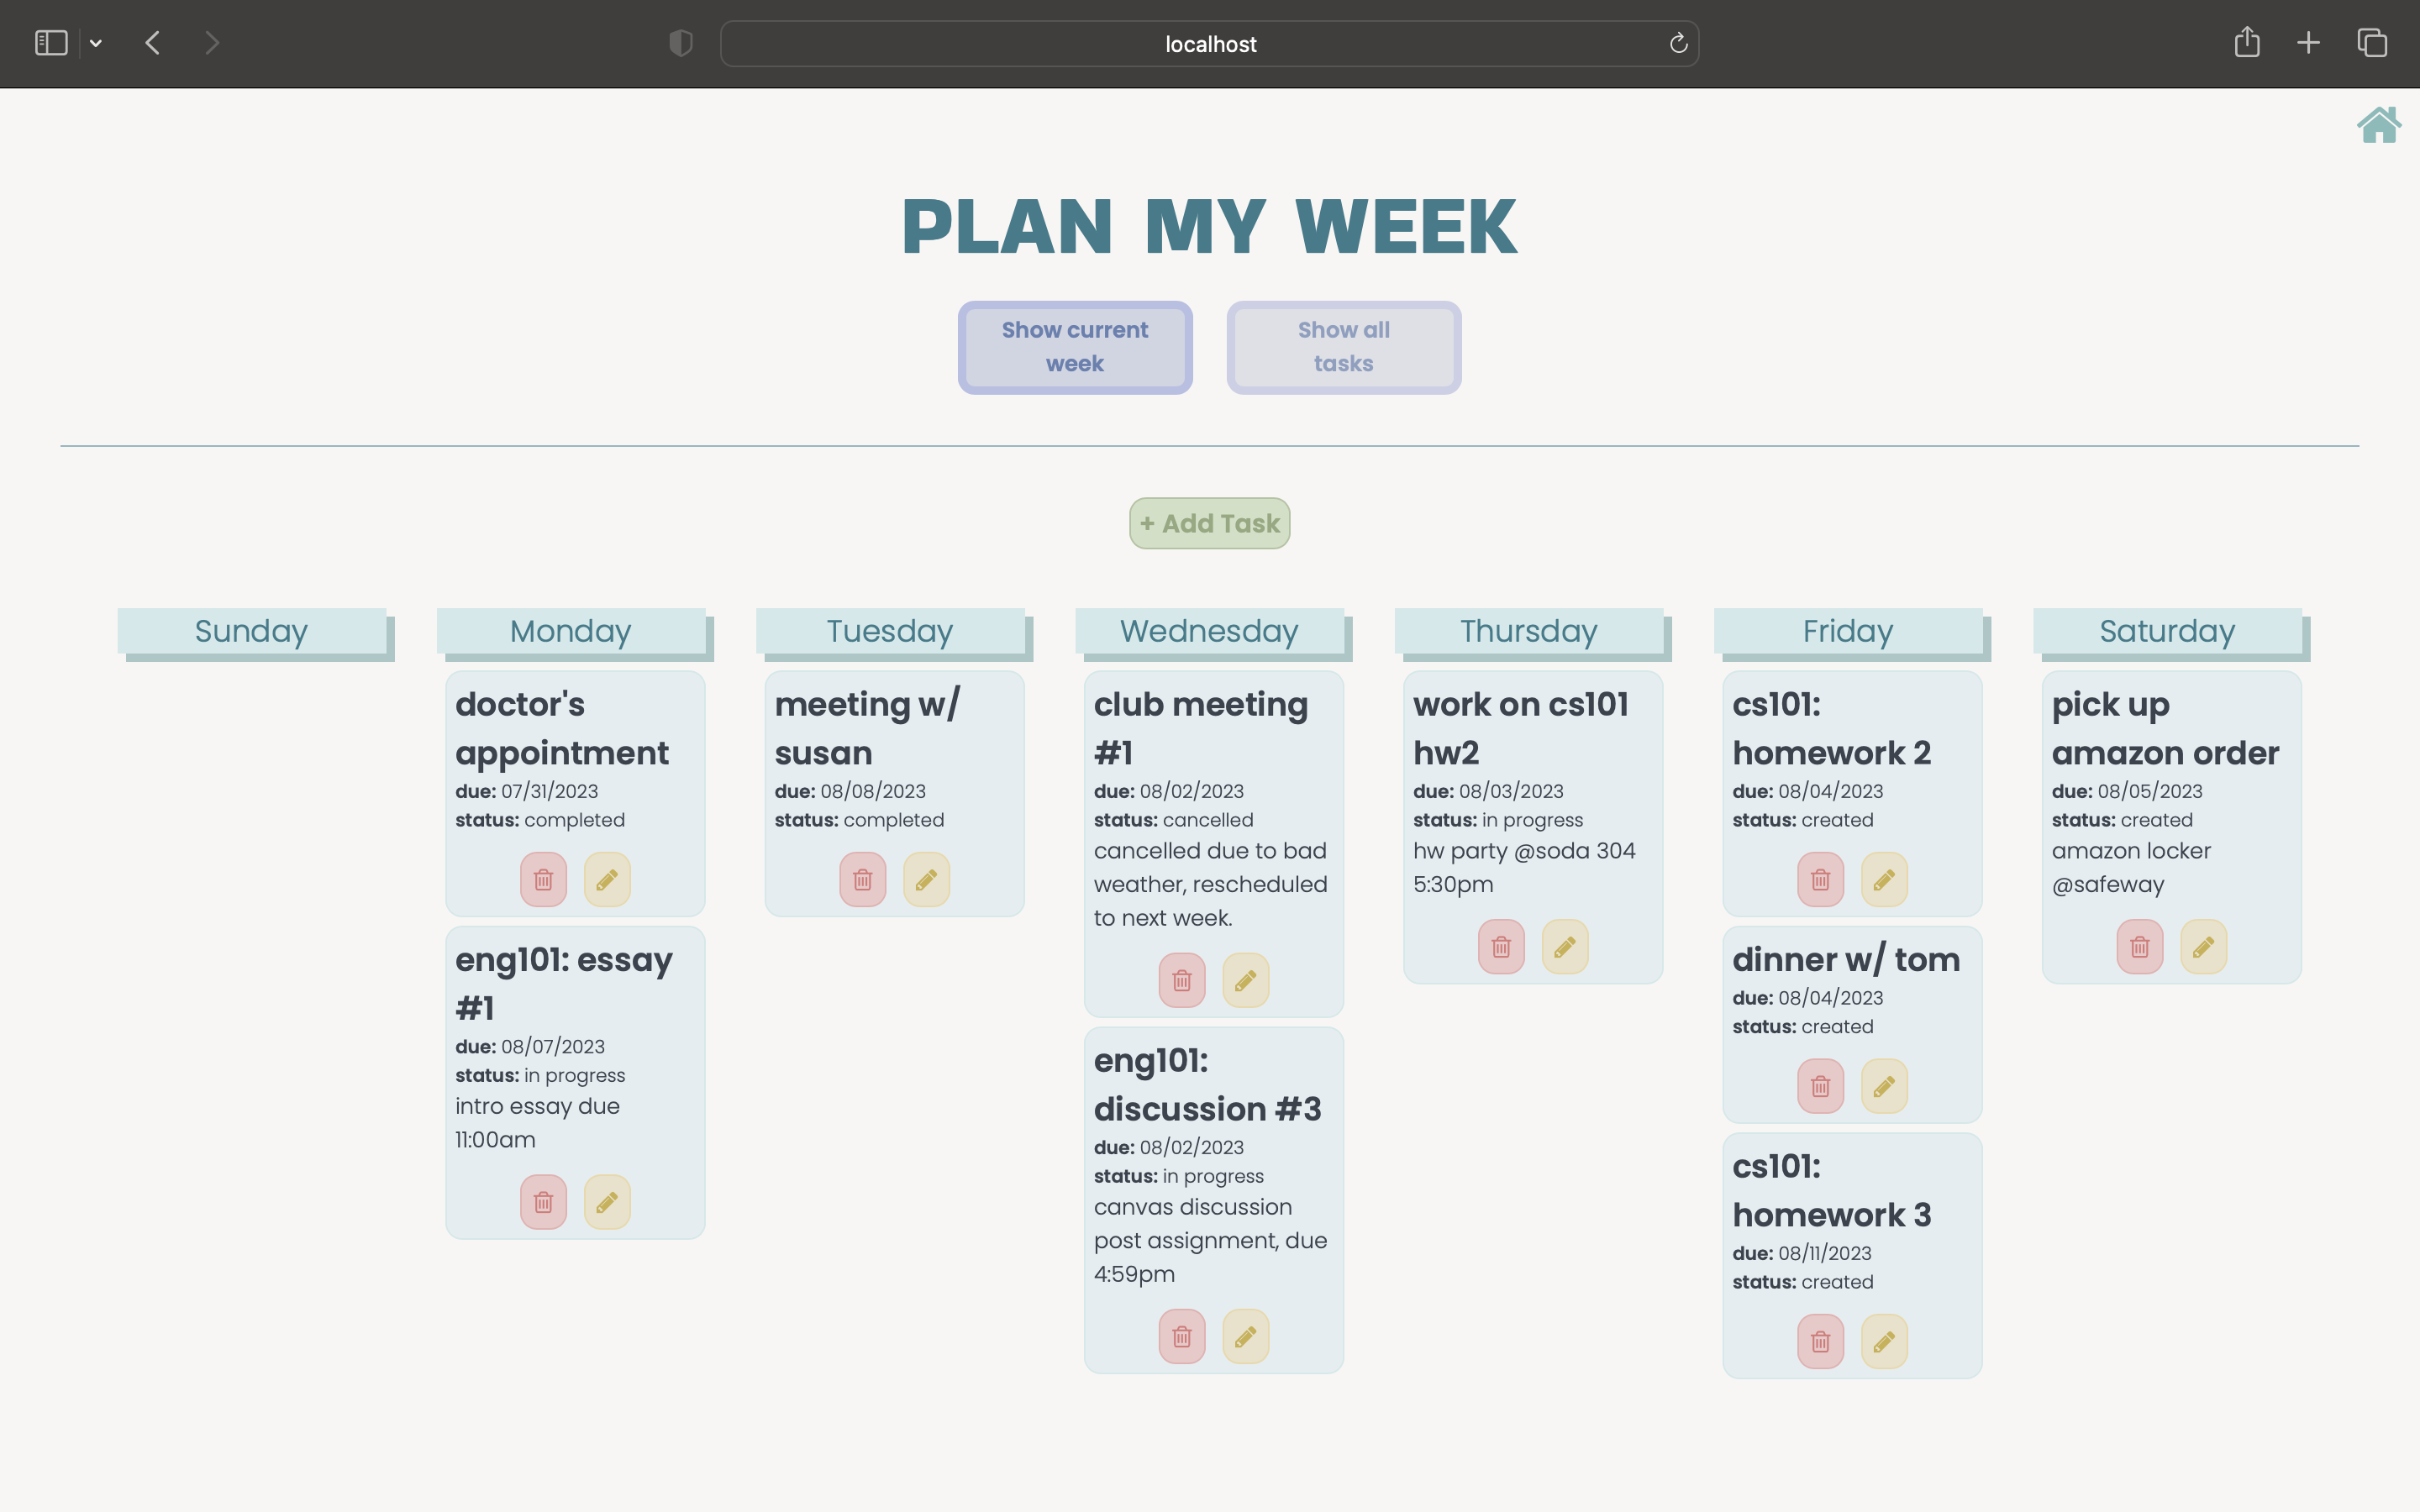 localhost
PLAN MY WEEK
Show current
week
Show all
tasks
+ Add Task
Sunday
Monday
doctor's
appointment
due: 07/31/2023
status: completed
eng101: essay
#1
due: 08/07/2023
status: in progress
intro essay due
11:00am
Tuesday
meeting w/
susan
due: 08/08/2023
status: completed
Wednesday
club meeting
#1
due: 08/02/2023
status: cancelled
cancelled due to bad
weather, rescheduled
to next week.
eng101:
discussion #3
due: 08/02/2023
status: in progress
canvas discussion
post assignment, due
4:59pm
Thursday
work on cs101
hw2
due: 08/03/2023
status: in progress
hw party @soda 304
5:30pm
Friday
cs101:
homework 2
due: 08/04/2023
status: created
dinner w/ tom
due: 08/04/2023
status: created
cs101:
homework 3
due: 08/11/2023
status: created
Saturday
pick up
amazon order
due: 08/05/2023
status: created
amazon locker
@safeway